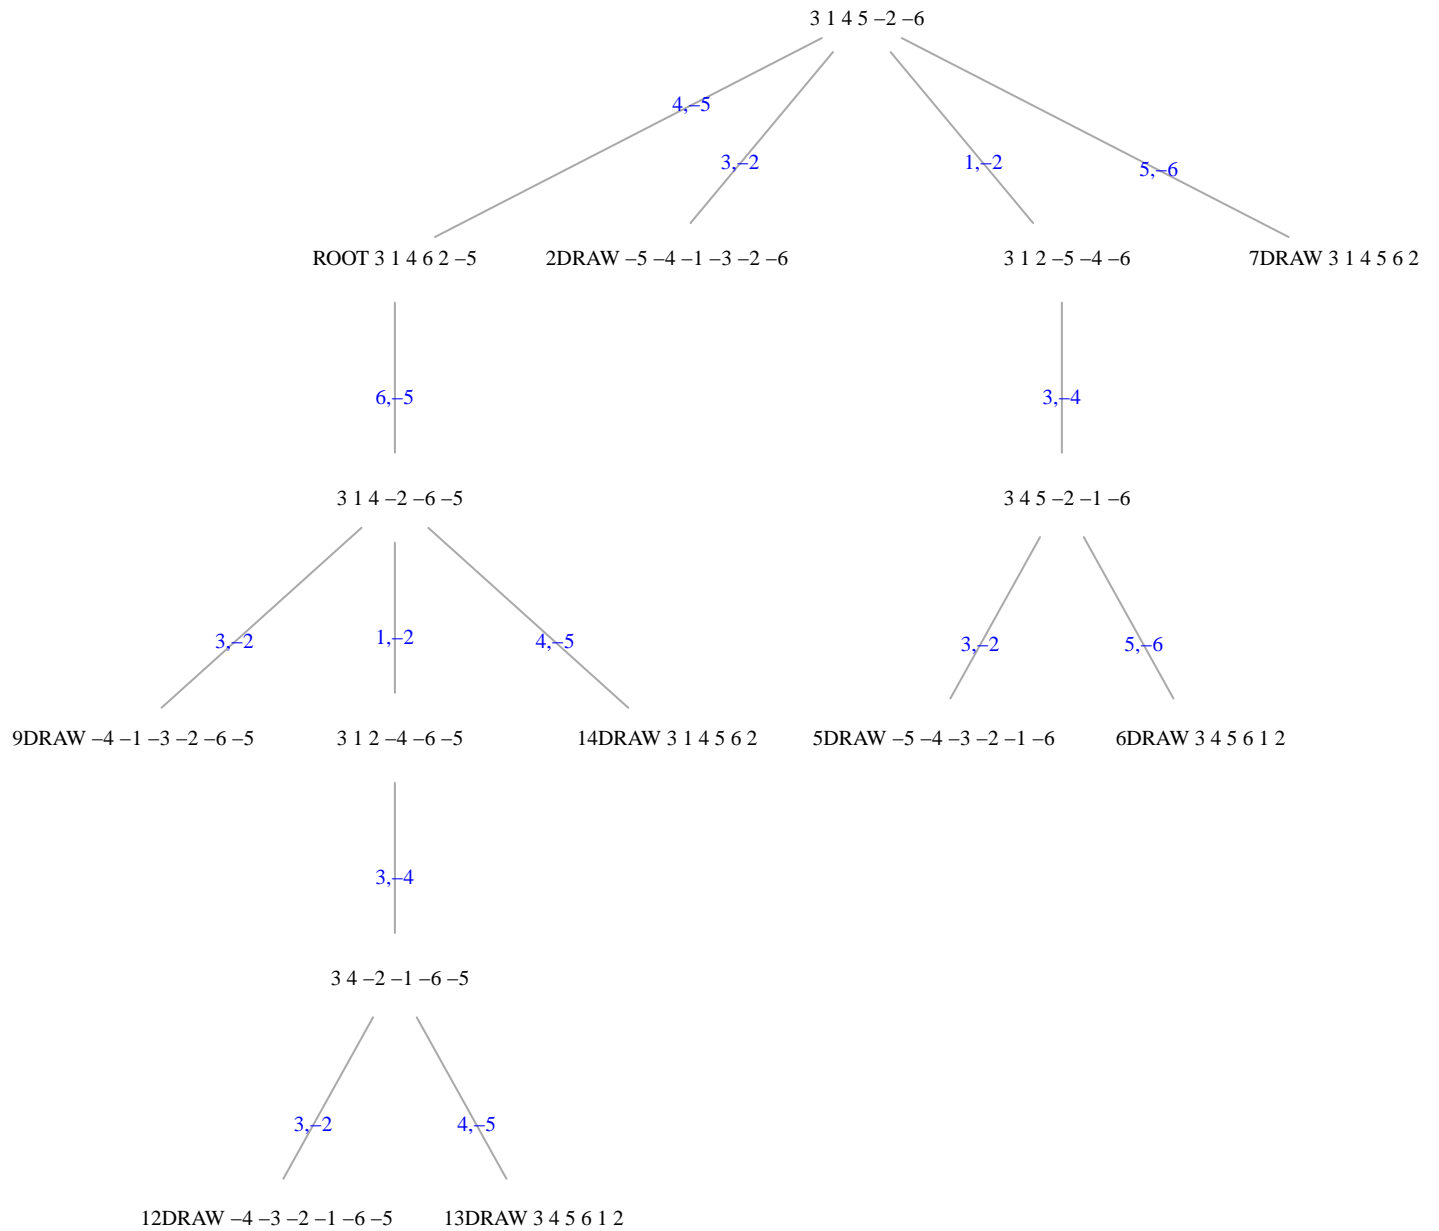 3 1 4 5 –2 –6
4,–5
3,–2
1,–2
5,–6
ROOT 3 1 4 6 2 –5
2DRAW –5 –4 –1 –3 –2 –6
3 1 2 –5 –4 –6
7DRAW 3 1 4 5 6 2
6,–5
3,–4
3 1 4 –2 –6 –5
3 4 5 –2 –1 –6
3,–2
1,–2
4,–5
3,–2
5,–6
9DRAW –4 –1 –3 –2 –6 –5
3 1 2 –4 –6 –5
14DRAW 3 1 4 5 6 2
5DRAW –5 –4 –3 –2 –1 –6
6DRAW 3 4 5 6 1 2
3,–4
3 4 –2 –1 –6 –5
3,–2
4,–5
12DRAW –4 –3 –2 –1 –6 –5
13DRAW 3 4 5 6 1 2